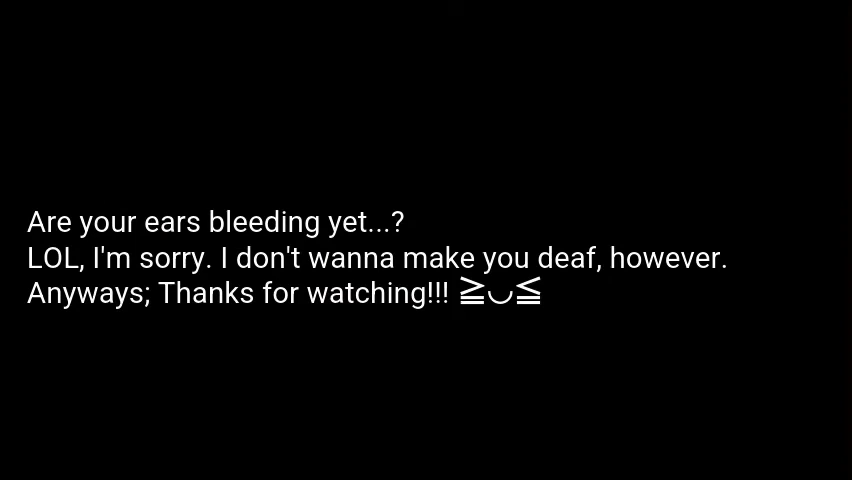 Are your ears bleeding yet...?
LOL, I'm sorry. I don't wanna make you deaf, however.
Anyways; Thanks for watching!!! ≧◡≦